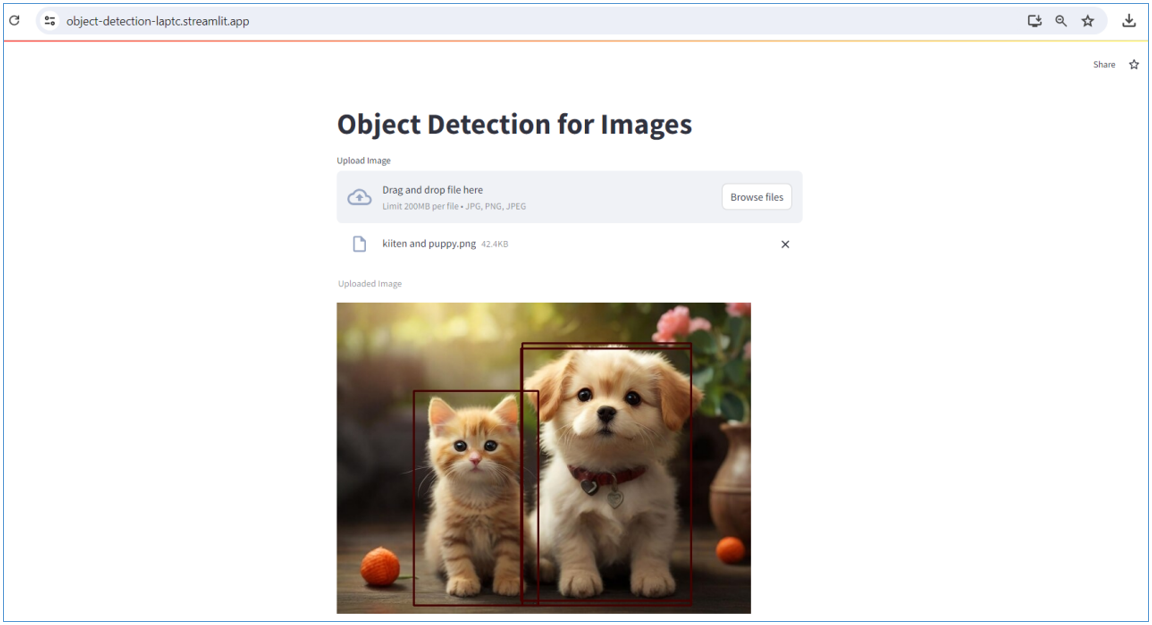 object-detection-laptc.streamlit.app
Share
Object Detection for Images
Upload Image
Drag and drop file here
Limit 200MB per file • JPG, PNG, JPEG
Browse files
kiiten and puppy.png 42.4KB
Uploaded Image